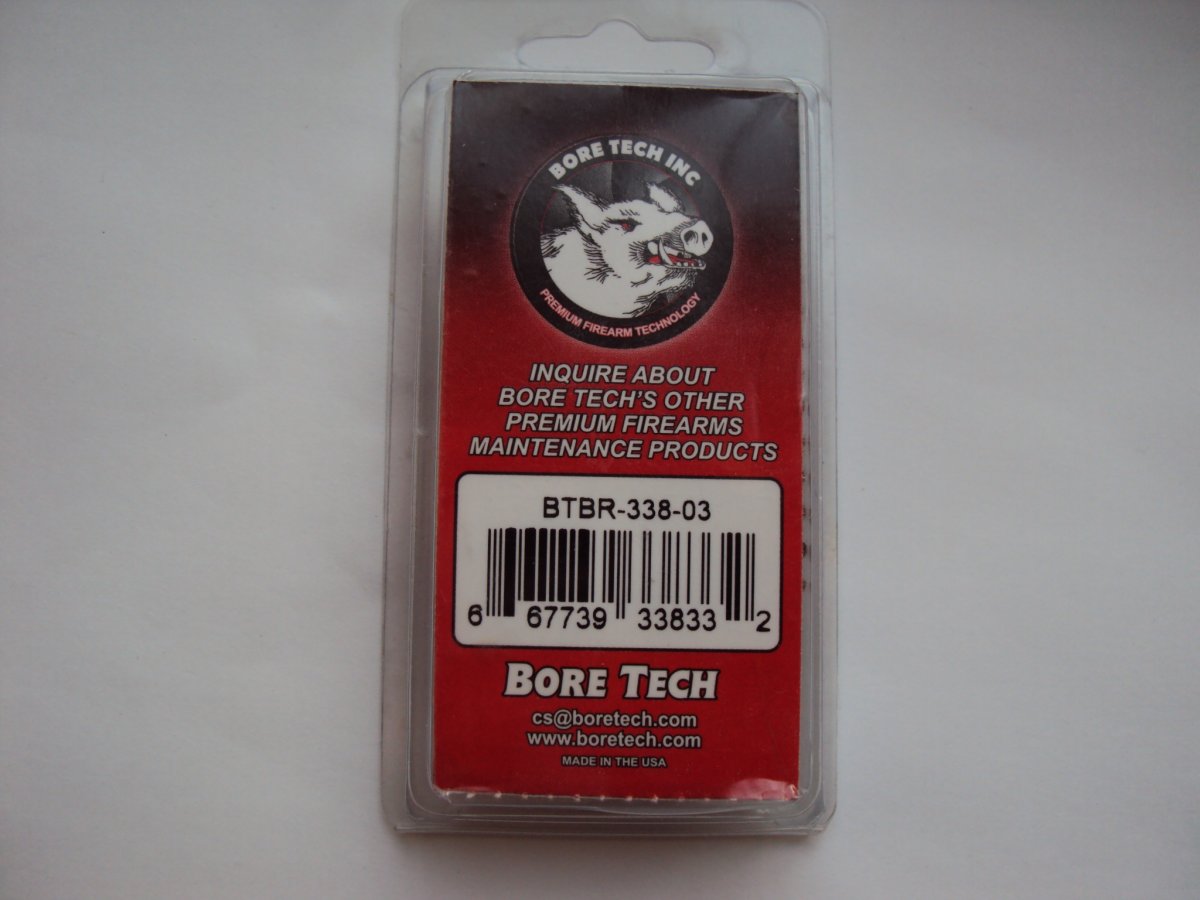 BORE TECH INC
PREMIUM FIREARM TECHNOLOGY
INQUIRE ABOUT
BORE TECH'S OTHER
PREMIUM FIREARMS
MAINTENANCE PRODUCTS
BTBR-338-03
6 67739 33833 2
BORE TECH
cs@boretech.com
www.boretech.com
MADE IN THE USA